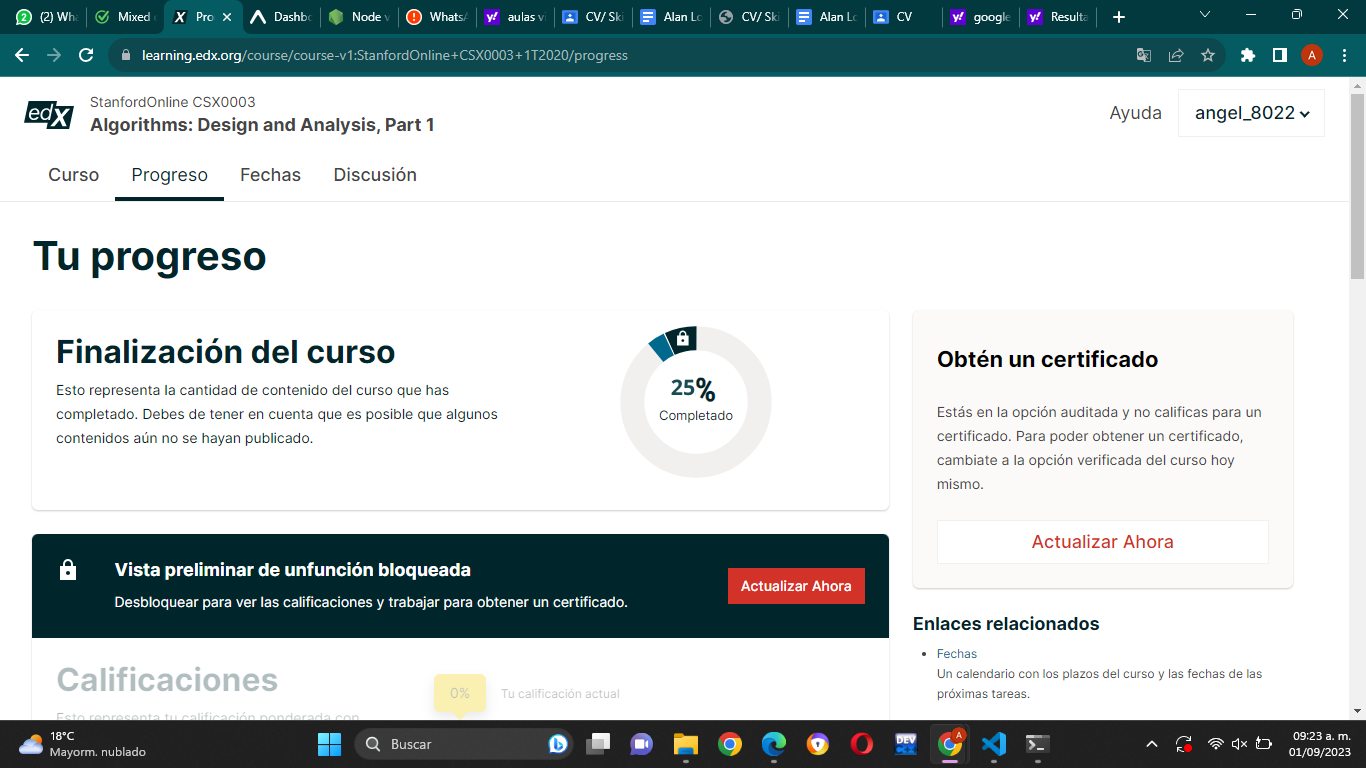 (2) Wha
Mixed
Pro
Dashbo
Node v
WhatsA
aulas v
CV/ Ski
Alan Lo
CV/ Ski
Alan Lo
CV
google
Resulta
learning.edx.org/course/course-v1:StanfordOnline+CSX0003+1T2020/progress
A
edX
StanfordOnline CSX0003
Algorithms: Design and Analysis, Part 1
Ayuda
angel_8022
Curso
Progreso
Fechas
Discusión
Tu progreso
Finalización del curso
Esto representa la cantidad de contenido del curso que has
completado. Debes de tener en cuenta que es posible que algunos
contenidos aún no se hayan publicado.
25%
Completado
Obtén un certificado
Estás en la opción auditada y no calificas para un
certificado. Para poder obtener un certificado,
cambiate a la opción verificada del curso hoy
mismo.
Actualizar Ahora
Vista preliminar de unfunción bloqueada
Desbloquear para ver las calificaciones y trabajar para obtener un certificado.
Actualizar Ahora
Enlaces relacionados
Fechas
Un calendario con los plazos del curso y las fechas de las
próximas tareas.
Calificaciones
0%
Tu calificación actual
Esto representa tu calificación ponderada con
18°C
Mayorm. nublado
Buscar
DEV
A
09:23 a. m.
01/09/2023